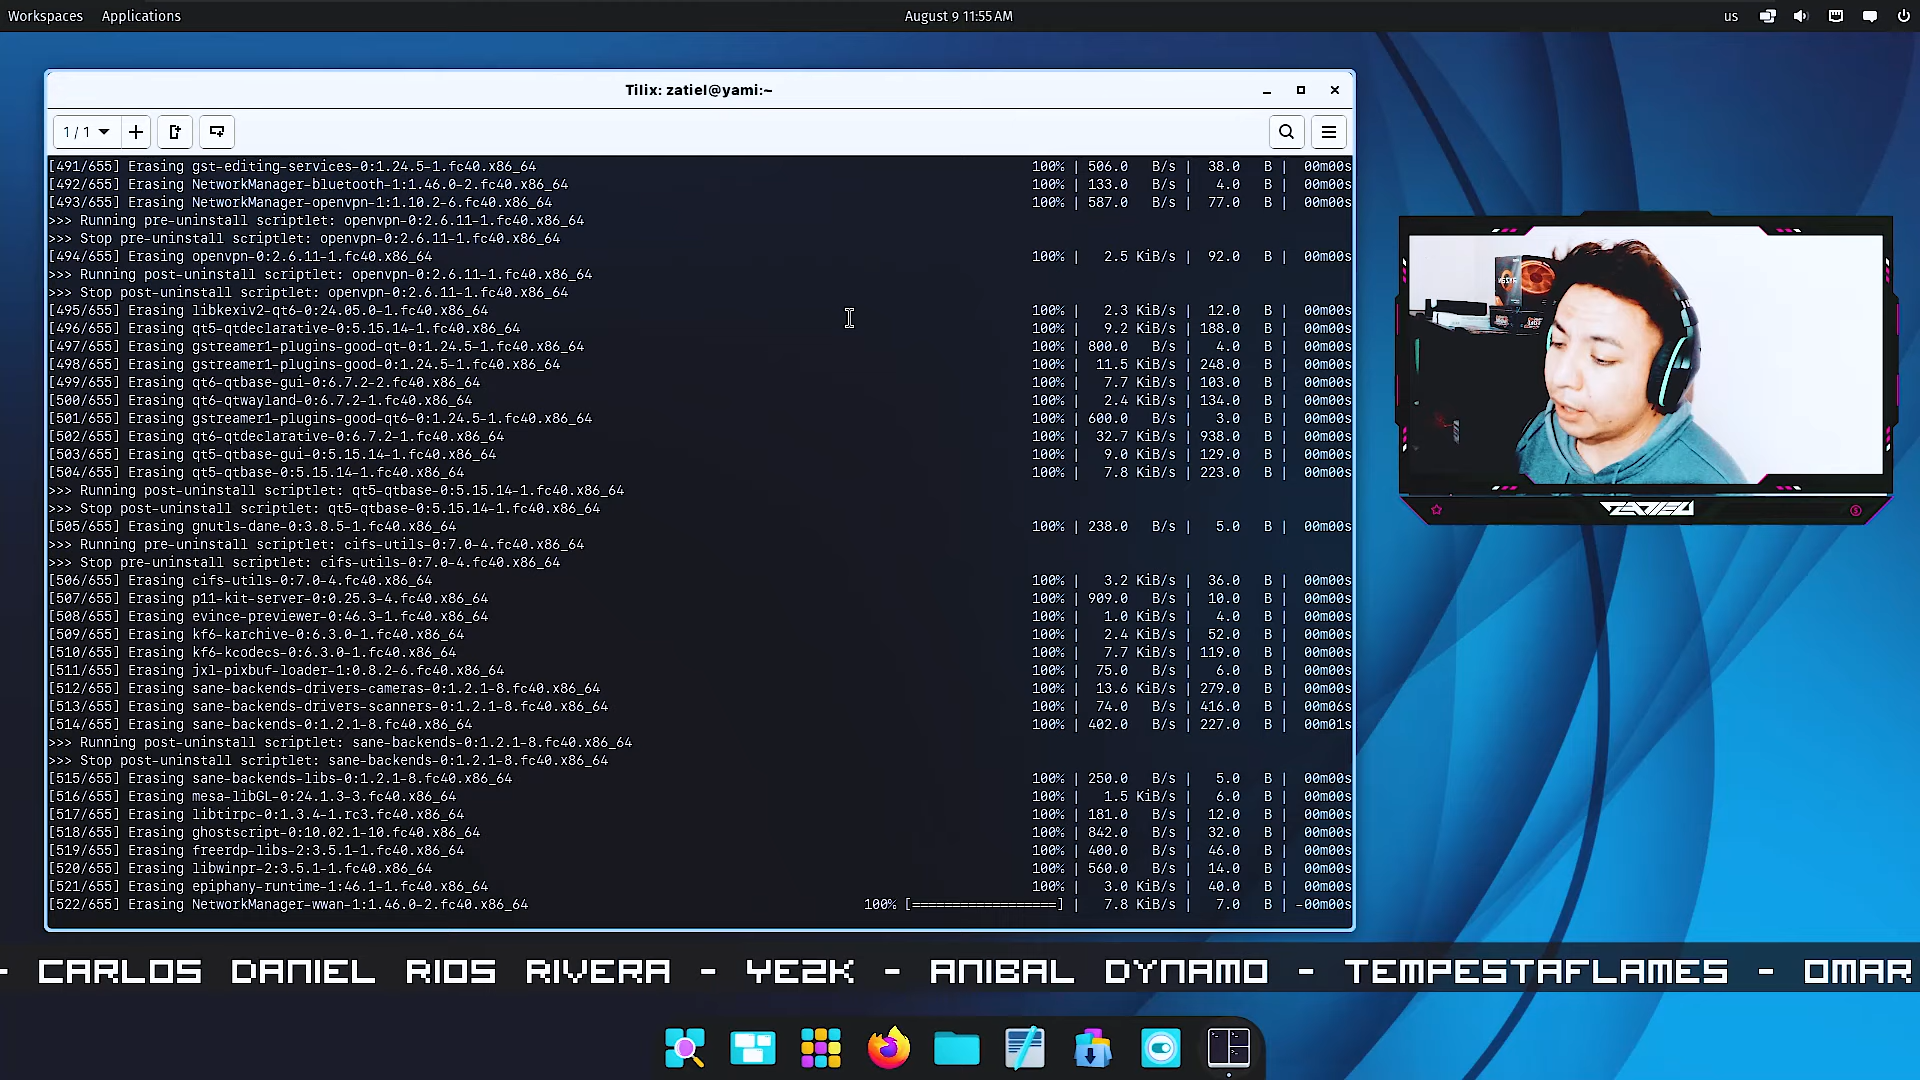 Workspaces Applications August 9 11:55 AM us
Tilix: zatiel@yami:~
1 / 1
[491/655] Erasing gst-editing-services-0:1.24.5-1.fc40.x86_64 100% | 506.0 B/s | 38.0 B | 00m00s
[492/655] Erasing NetworkManager-bluetooth-1:1.46.0-2.fc40.x86_64 100% | 133.0 B/s | 4.0 B | 00m00s
[493/655] Erasing NetworkManager-openvpn-1:1.10.2-6.fc40.x86_64 100% | 587.0 B/s | 77.0 B | 00m00s
>>> Running pre-uninstall scriptlet: openvpn-0:2.6.11-1.fc40.x86_64
>>> Stop pre-uninstall scriptlet: openvpn-0:2.6.11-1.fc40.x86_64
[494/655] Erasing openvpn-0:2.6.11-1.fc40.x86_64 100% | 2.5 KiB/s | 92.0 B | 00m00s
>>> Running post-uninstall scriptlet: openvpn-0:2.6.11-1.fc40.x86_64
>>> Stop post-uninstall scriptlet: openvpn-0:2.6.11-1.fc40.x86_64
[495/655] Erasing libkexiv2-qt6-0:24.05.0-1.fc40.x86_64 100% | 2.3 KiB/s | 12.0 B | 00m00s
[496/655] Erasing qt5-qtdeclarative-0:5.15.14-1.fc40.x86_64 100% | 9.2 KiB/s | 188.0 B | 00m00s
[497/655] Erasing gstreamer1-plugins-good-qt-0:1.24.5-1.fc40.x86_64 100% | 800.0 B/s | 4.0 B | 00m00s
[498/655] Erasing gstreamer1-plugins-good-0:1.24.5-1.fc40.x86_64 100% | 11.5 KiB/s | 248.0 B | 00m00s
[499/655] Erasing qt6-qtbase-gui-0:6.7.2-2.fc40.x86_64 100% | 7.7 KiB/s | 103.0 B | 00m00s
[500/655] Erasing qt6-qtwayland-0:6.7.2-1.fc40.x86_64 100% | 2.4 KiB/s | 134.0 B | 00m00s
[501/655] Erasing gstreamer1-plugins-good-qt6-0:1.24.5-1.fc40.x86_64 100% | 600.0 B/s | 3.0 B | 00m00s
[502/655] Erasing qt6-qtdeclarative-0:6.7.2-1.fc40.x86_64 100% | 32.7 KiB/s | 938.0 B | 00m00s
[503/655] Erasing qt5-qtbase-gui-0:5.15.14-1.fc40.x86_64 100% | 9.0 KiB/s | 129.0 B | 00m00s
[504/655] Erasing qt5-qtbase-0:5.15.14-1.fc40.x86_64 100% | 7.8 KiB/s | 223.0 B | 00m00s
>>> Running post-uninstall scriptlet: qt5-qtbase-0:5.15.14-1.fc40.x86_64
>>> Stop post-uninstall scriptlet: qt5-qtbase-0:5.15.14-1.fc40.x86_64
[505/655] Erasing gnutls-dane-0:3.8.5-1.fc40.x86_64 100% | 238.0 B/s | 5.0 B | 00m00s
>>> Running pre-uninstall scriptlet: cifs-utils-0:7.0-4.fc40.x86_64
>>> Stop pre-uninstall scriptlet: cifs-utils-0:7.0-4.fc40.x86_64
[506/655] Erasing cifs-utils-0:7.0-4.fc40.x86_64 100% | 3.2 KiB/s | 36.0 B | 00m00s
[507/655] Erasing p11-kit-server-0:0.25.3-4.fc40.x86_64 100% | 909.0 B/s | 10.0 B | 00m00s
[508/655] Erasing evince-previewer-0:46.3-1.fc40.x86_64 100% | 1.0 KiB/s | 4.0 B | 00m00s
[509/655] Erasing kf6-karchive-0:6.3.0-1.fc40.x86_64 100% | 2.4 KiB/s | 52.0 B | 00m00s
[510/655] Erasing kf6-kcodecs-0:6.3.0-1.fc40.x86_64 100% | 7.7 KiB/s | 119.0 B | 00m00s
[511/655] Erasing jxl-pixbuf-loader-1:0.8.2-6.fc40.x86_64 100% | 75.0 B/s | 6.0 B | 00m00s
[512/655] Erasing sane-backends-drivers-cameras-0:1.2.1-8.fc40.x86_64 100% | 13.6 KiB/s | 279.0 B | 00m00s
[513/655] Erasing sane-backends-drivers-scanners-0:1.2.1-8.fc40.x86_64 100% | 74.0 B/s | 416.0 B | 00m06s
[514/655] Erasing sane-backends-0:1.2.1-8.fc40.x86_64 100% | 402.0 B/s | 227.0 B | 00m01s
>>> Running post-uninstall scriptlet: sane-backends-0:1.2.1-8.fc40.x86_64
>>> Stop post-uninstall scriptlet: sane-backends-0:1.2.1-8.fc40.x86_64
[515/655] Erasing sane-backends-libs-0:1.2.1-8.fc40.x86_64 100% | 250.0 B/s | 5.0 B | 00m00s
[516/655] Erasing mesa-libGL-0:24.1.3-3.fc40.x86_64 100% | 1.5 KiB/s | 6.0 B | 00m00s
[517/655] Erasing libtirpc-0:1.3.4-1.rc3.fc40.x86_64 100% | 181.0 B/s | 12.0 B | 00m00s
[518/655] Erasing ghostscript-0:10.02.1-10.fc40.x86_64 100% | 842.0 B/s | 32.0 B | 00m00s
[519/655] Erasing freerdp-libs-2:3.5.1-1.fc40.x86_64 100% | 400.0 B/s | 46.0 B | 00m00s
[520/655] Erasing libwinpr-2:3.5.1-1.fc40.x86_64 100% | 560.0 B/s | 14.0 B | 00m00s
[521/655] Erasing epiphany-runtime-1:46.1-1.fc40.x86_64 100% | 3.0 KiB/s | 40.0 B | 00m00s
[522/655] Erasing NetworkManager-wwan-1:1.46.0-2.fc40.x86_64 100% [==================] | 7.8 KiB/s | 7.0 B | -00m00s
ZATIEL
- CARLOS DANIEL RIOS RIVERA - YE2K - ANIBAL DYNAMO - TEMPESTAFLAMES - OMAR